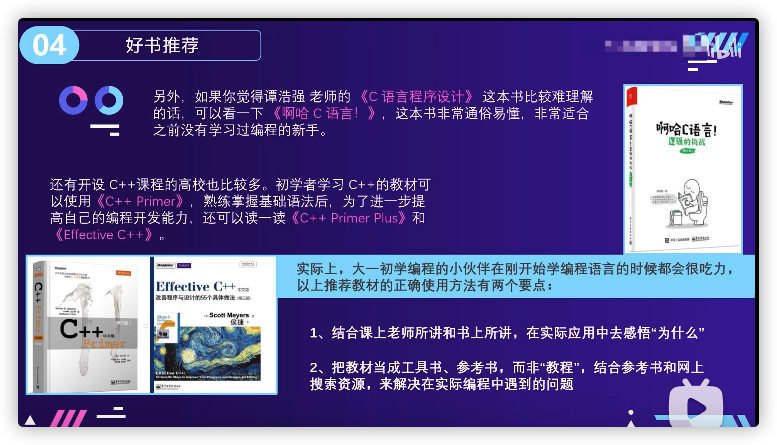 04
好书推荐
另外，如果你觉得谭浩强 老师的 《C 语言程序设计》 这本书比较难理解
的话，可以看一下 《啊哈 C 语言！》，这本书非常通俗易懂，非常适合
之前没有学习过编程的新手。
啊哈C语言!
逻辑的挑战
还有开设 C++课程的高校也比较多。初学者学习 C++的教材可
以使用《C++ Primer》，熟练掌握基础语法后，为了进一步提
高自己的编程开发能力，还可以读一读《C++ Primer Plus》和
《Effective C++》。
C++ Primer
C++
Primer
Effective C++ 中文版
改善程序与设计的55个具体做法
Scott Meyers 著
侯捷
实际上，大一初学编程的小伙伴在刚开始学编程语言的时候都会很吃力，
以上推荐教材的正确使用方法有两个要点：
1、结合课上老师所讲和书上所讲，在实际应用中去感悟“为什么”
2、把教材当成工具书、参考书，而非“教程”，结合参考书和网上
搜索资源，来解决在实际编程中遇到的问题